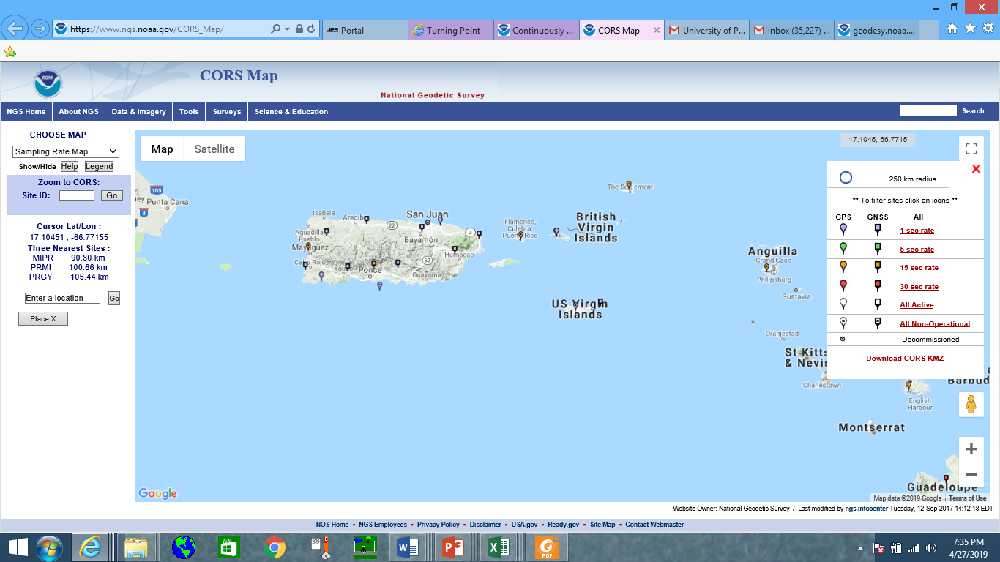 https://www.ngs.noaa.gov/CORS_Map/
UPR Portal
Turning Point
Continuously ...
CORS Map
University of P...
Inbox (35,227) ...
geodesy.noaa....
NOAA
CORS Map
National Geodetic Survey
NGS Home
About NGS
Data & Imagery
Tools
Surveys
Science & Education
Search
CHOOSE MAP
Sampling Rate Map
Show/Hide Help Legend
Zoom to CORS:
Site ID: Go
Cursor Lat/Lon :
17.10451 , -66.77155
Three Nearest Sites :
MIPR 90.80 km
PRMI 100.66 km
PRGY 105.44 km
Enter a location Go
Place X
Map Satellite
17.1045,-66.7715
250 km radius
** To filter sites click on icons **
GPS GNSS All
1 sec rate
5 sec rate
15 sec rate
30 sec rate
All Active
All Non-Operational
Decommissioned
Download CORS KMZ
105
Punta Cana
3
Isabela
Arecibo
San Juan
22
3
Aguadilla
Pueblo
Bayamón
Mayagüez
Humacao
Cabo Rojo
52
Yauco
Ponce
Guayama
Flamenco,
Culebra,
Puerto Rico
The Settlement
British
Virgin
Islands
US Virgin
Islands
Anguilla
Grand Case
Philipsburg
Gustavia
Oranjestad
St Kitts
& Nevis
Charlestown
Barbud
English
Harbour
Montserrat
Guadeloupe
Google
Map data ©2019 Google
Terms of Use
Website Owner: National Geodetic Survey / Last modified by ngs.infocenter Tuesday, 12-Sep-2017 14:12:18 EDT
NOS Home • NGS Employees • Privacy Policy • Disclaimer • USA.gov • Ready.gov • Site Map • Contact Webmaster
PDF
7:35 PM
4/27/2019